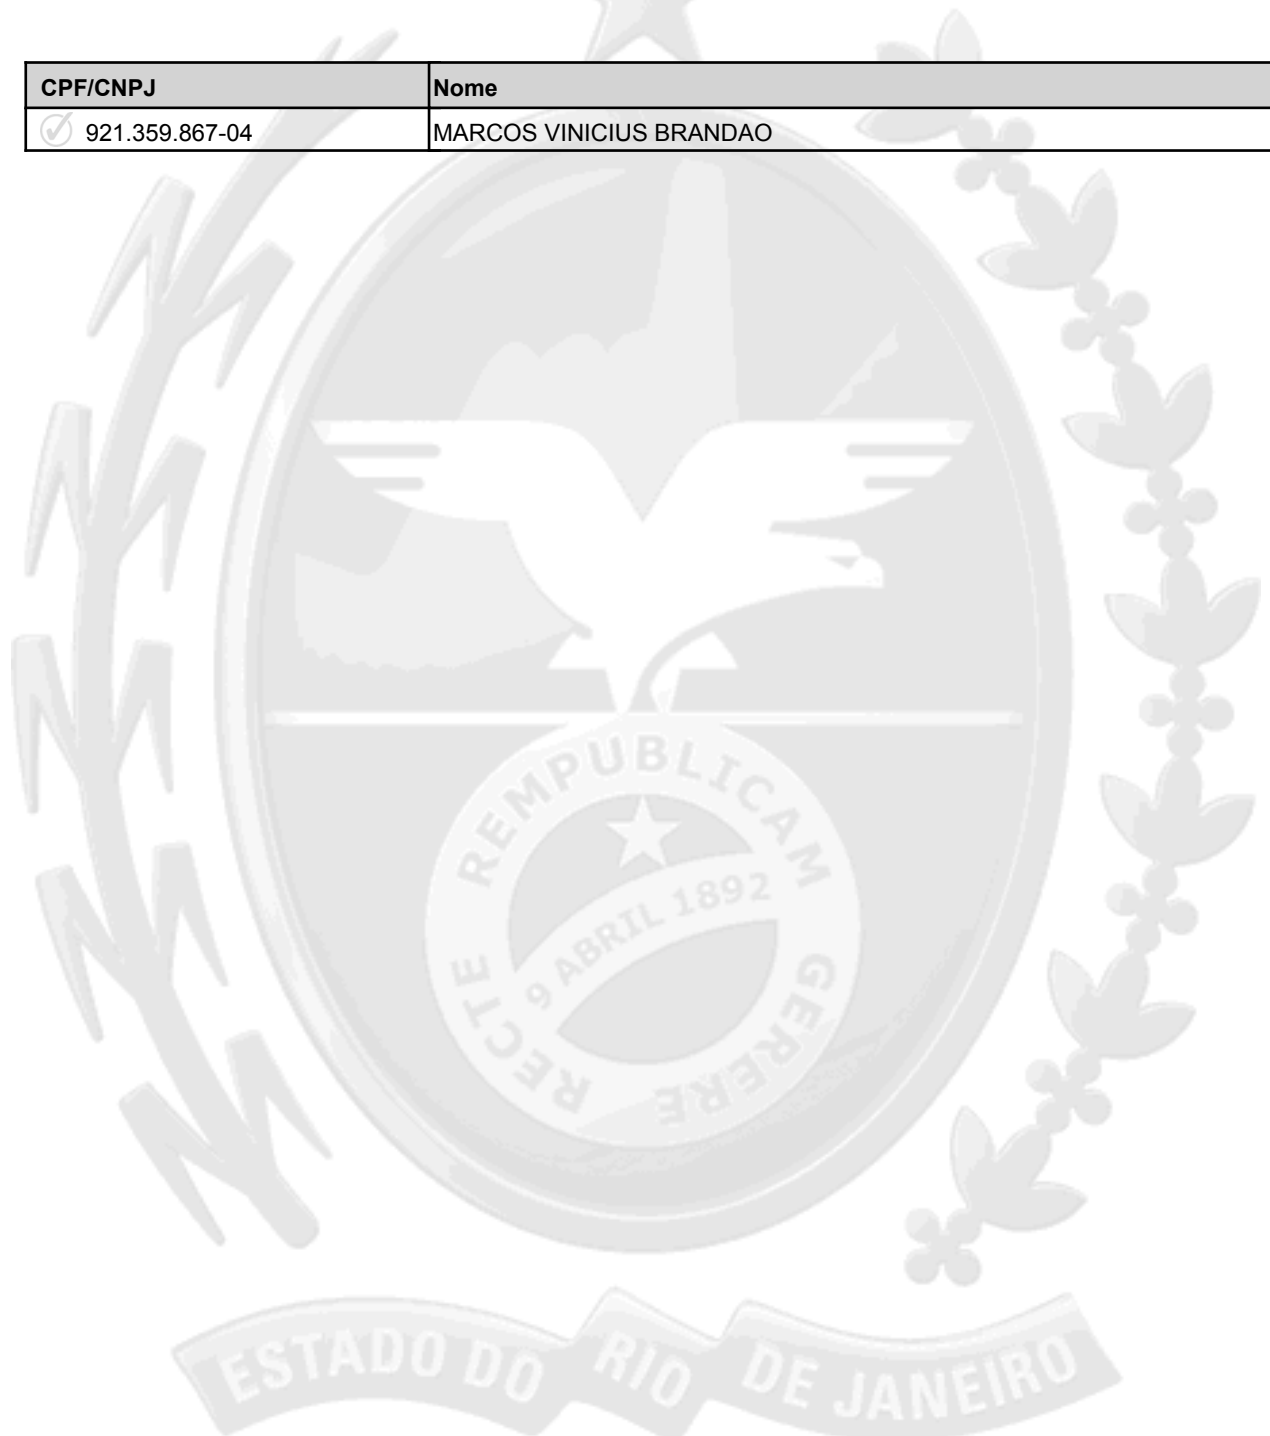 CPF/CNPJ Nome
921.359.867-04 MARCOS VINICIUS BRANDAO
REMPUBLICAM
9 ABRIL 1892
RECTE GERERE
ESTADO DO RIO DE JANEIRO